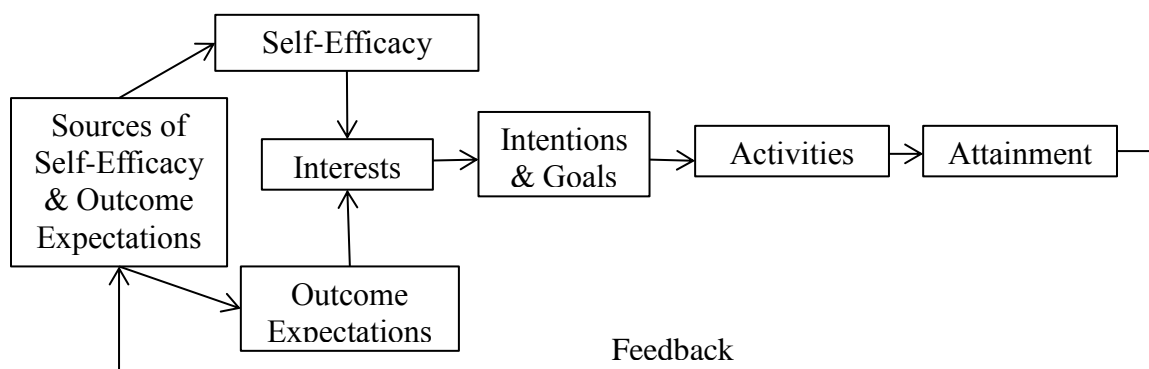 Self-Efficacy
Sources of
Self-Efficacy
& Outcome
Expectations
Interests
Intentions
& Goals
Activities
Attainment
Outcome
Expectations
Feedback